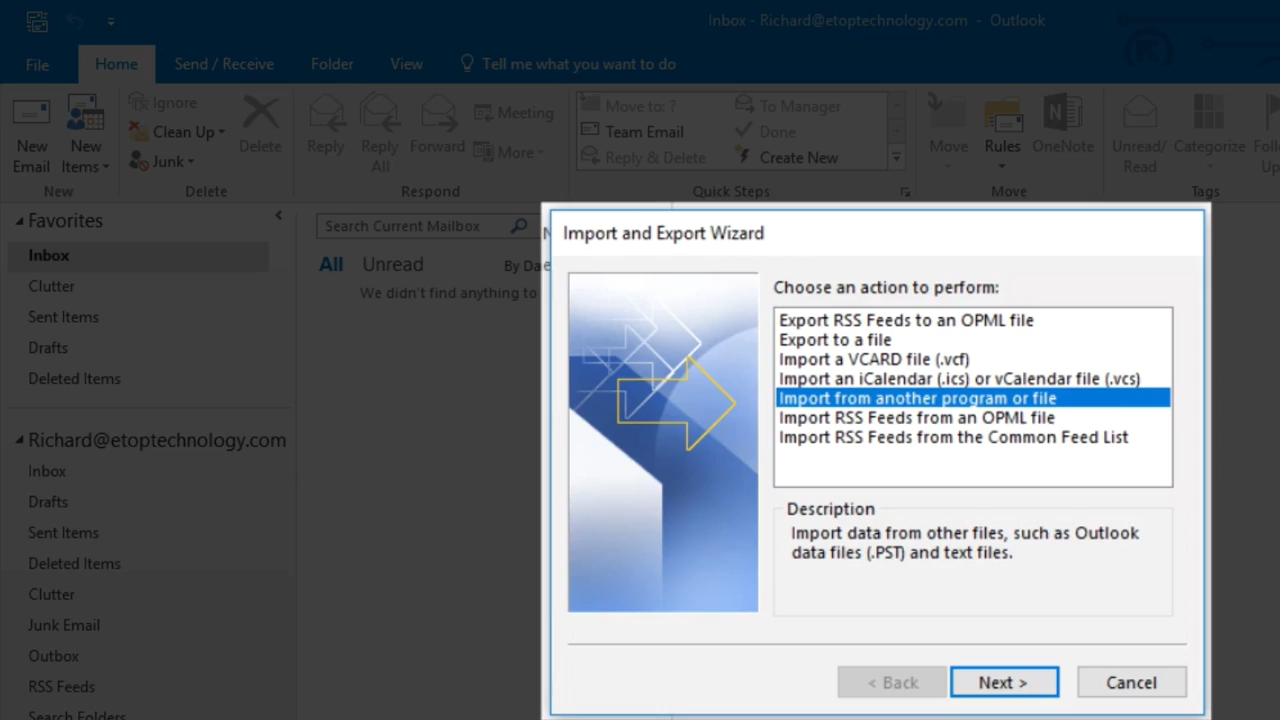 Inbox - Richard@etoptechnology.com - Outlook
File Home Send / Receive Folder View Tell me what you want to do
New Email
New Items
Ignore
Clean Up
Junk
Delete
Reply
Reply All
Forward
Meeting
More
Move to: ?
Team Email
Reply & Delete
To Manager
Done
Create New
Move
Rules
OneNote
Unread/ Read
Categorize
New Delete Respond Quick Steps Move Tags
Favorites
Inbox
Clutter
Sent Items
Drafts
Deleted Items
Richard@etoptechnology.com
Inbox
Drafts
Sent Items
Deleted Items
Clutter
Junk Email
Outbox
RSS Feeds
Search Folders
Search Current Mailbox
All Unread By
We didn't find anything to
Import and Export Wizard
Choose an action to perform:
Export RSS Feeds to an OPML file
Export to a file
Import a VCARD file (.vcf)
Import an iCalendar (.ics) or vCalendar file (.vcs)
Import from another program or file
Import RSS Feeds from an OPML file
Import RSS Feeds from the Common Feed List
Description
Import data from other files, such as Outlook
data files (.PST) and text files.
< Back Next > Cancel